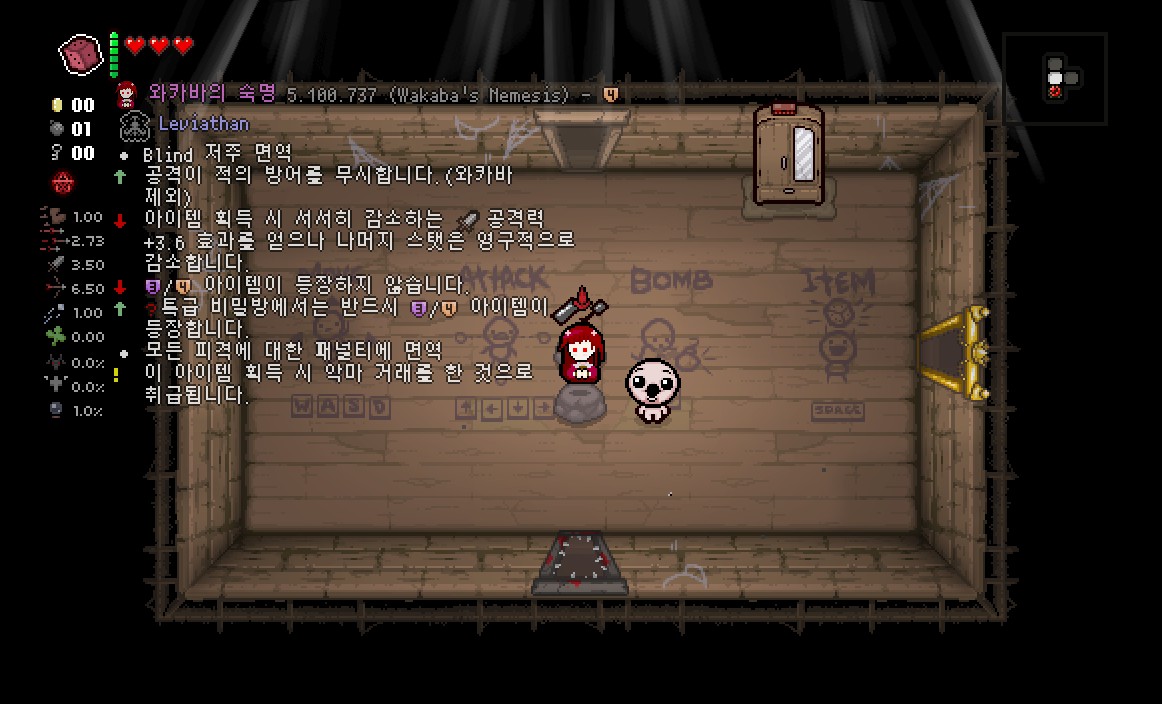 와카바의 숙명 5.100.737 (Wakaba's Nemesis) - 4
Leviathan
00
01
00
Blind 저주 면역
공격이 적의 방어를 무시합니다.(와카바
제외)
아이템 획득 시 서서히 감소하는 공격력
+3.6 효과를 얻으나 나머지 스탯은 영구적으로
감소합니다.
3/4 아이템이 등장하지 않습니다.
?특급 비밀방에서는 반드시 3/4 아이템이
등장합니다.
모든 피격에 대한 패널티에 면역
! 이 아이템 획득 시 악마 거래를 한 것으로
취급됩니다.
1.00
2.73
3.50
6.50
1.00
0.00
0.0%
0.0%
1.0%
ATTACK
BOMB
ITEM
W A S D
SPACE